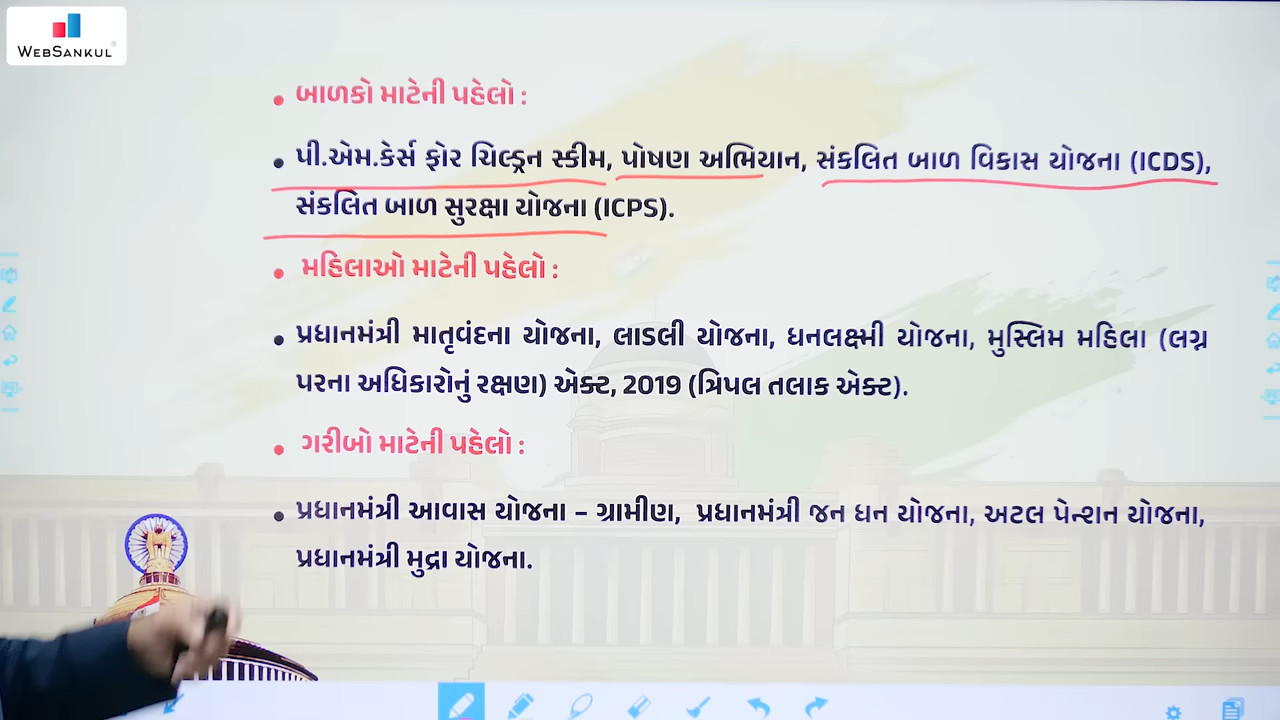 WEBSANKUL
બાળકો માટેની પહેલો :
પી.એમ.કેર્સ ફોર ચિલ્ડ્રન સ્કીમ, પોષણ અભિયાન, સંકલિત બાળ વિકાસ યોજના (ICDS),
સંકલિત બાળ સુરક્ષા યોજના (ICPS).
મહિલાઓ માટેની પહેલો :
પ્રધાનમંત્રી માતૃવંદના યોજના, લાડલી યોજના, ધનલક્ષ્મી યોજના, મુસ્લિમ મહિલા (લગ્ન
પરના અધિકારોનું રક્ષણ) એક્ટ, 2019 (ત્રિપલ તલાક એક્ટ).
ગરીબો માટેની પહેલો :
પ્રધાનમંત્રી આવાસ યોજના – ગ્રામીણ, પ્રધાનમંત્રી જન ધન યોજના, અટલ પેન્શન યોજના,
પ્રધાનમંત્રી મુદ્રા યોજના.